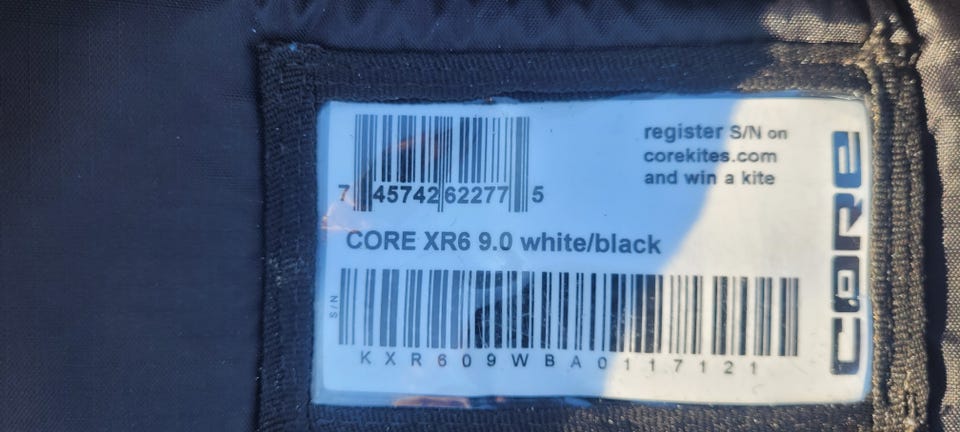 7 45742 62277 5
register S/N on
corekites.com
and win a kite
CORE XR6 9.0 white/black
S/N
KXR609WBA0117121
CORE